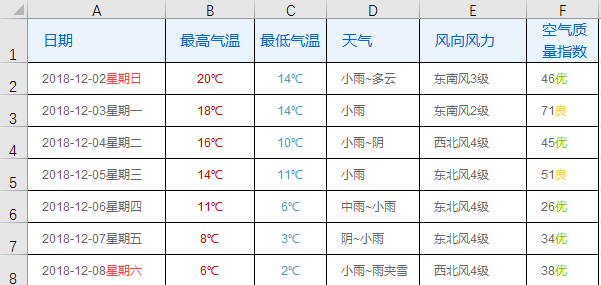 A B C D E F
1 日期 最高气温 最低气温 天气 风向风力 空气质量指数
2 2018-12-02星期日 20℃ 14℃ 小雨~多云 东南风3级 46优
3 2018-12-03星期一 18℃ 14℃ 小雨 东南风2级 71良
4 2018-12-04星期二 16℃ 10℃ 小雨~阴 西北风4级 45优
5 2018-12-05星期三 14℃ 11℃ 小雨 东北风4级 51良
6 2018-12-06星期四 11℃ 6℃ 中雨~小雨 东北风4级 26优
7 2018-12-07星期五 8℃ 3℃ 阴~小雨 东北风4级 34优
8 2018-12-08星期六 6℃ 2℃ 小雨~雨夹雪 西北风4级 38优